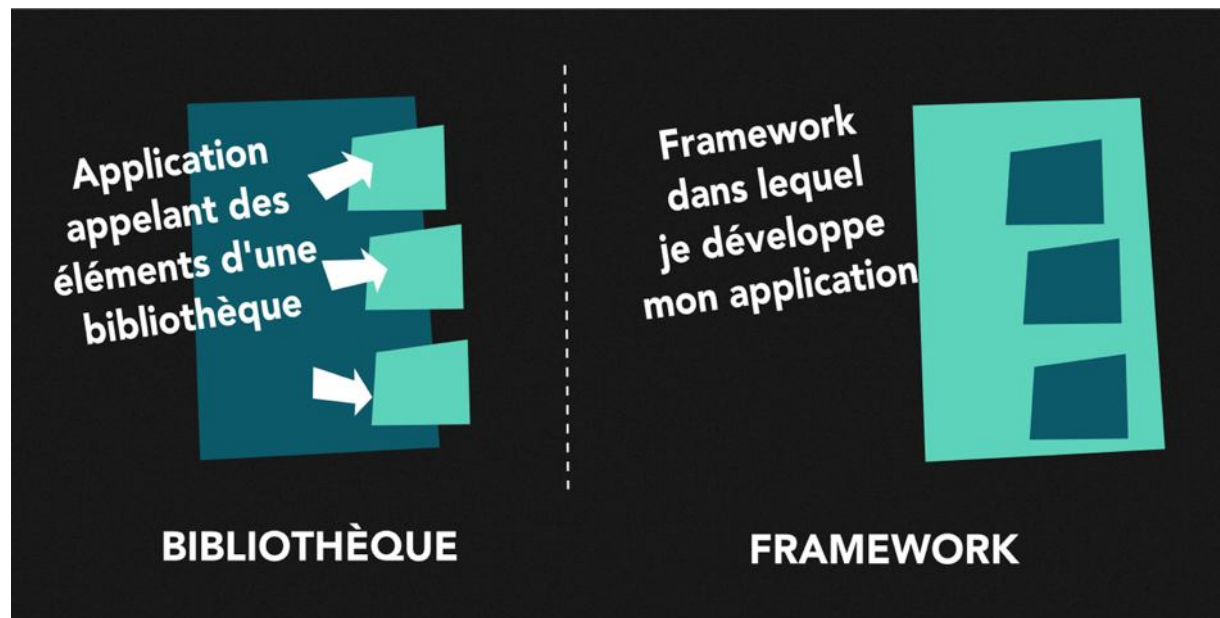 Application
appelant des
éléments d'une
bibliothèque
Framework
dans lequel
je développe
mon application
BIBLIOTHÈQUE
FRAMEWORK